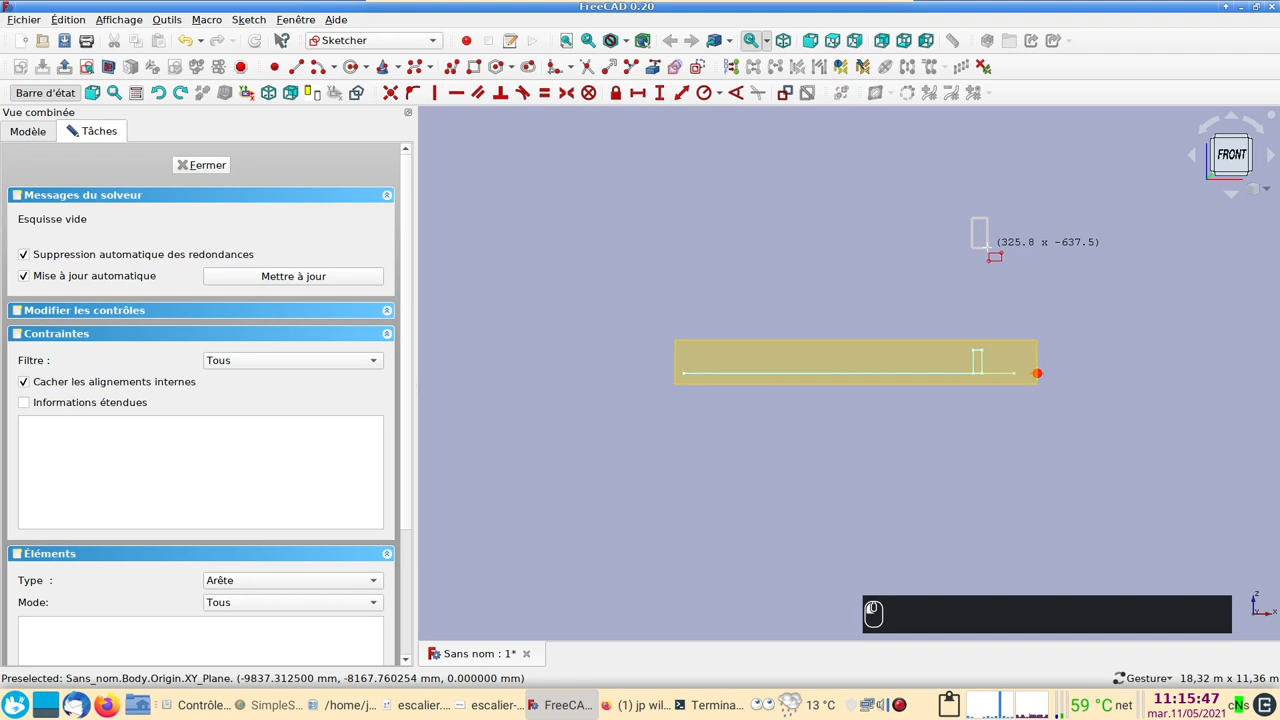 FreeCAD 0.20
Fichier Édition Affichage Outils Macro Sketch Fenêtre Aide
Sketcher
Barre d'état
Vue combinée
Modèle Tâches
Fermer
FRONT
Messages du solveur
Esquisse vide
(325.8 x -637.5)
Suppression automatique des redondances
Mise à jour automatique Mettre à jour
Modifier les contrôles
Contraintes
Filtre : Tous
Cacher les alignements internes
Informations étendues
Éléments
Type : Arête
Mode: Tous
z
Y x
Sans nom : 1*
Preselected: Sans_nom.Body.Origin.XY_Plane. (-9837.312500 mm, -8167.760254 mm, 0.000000 mm) Gesture 18,32 m x 11,36 m
Contrôle... SimpleS... /home/j... escalier.... escalier-... FreeCA... (1) jp wil... Termina... 13 °C 59 °C net 11:15:47 cNs
mar.11/05/2021